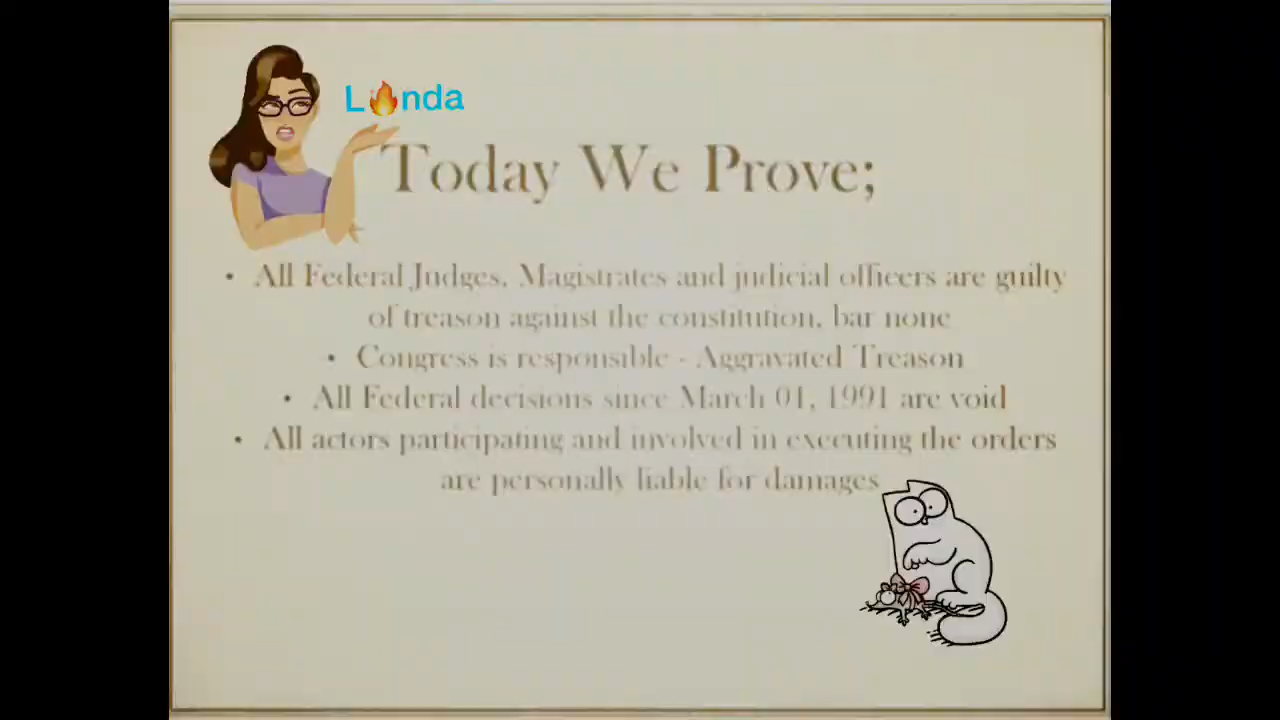 L🔥nda
Today We Prove;
• All Federal Judges, Magistrates and judicial officers are guilty
of treason against the constitution, bar none
• Congress is responsible - Aggravated Treason
• All Federal decisions since March 01, 1991 are void
• All actors participating and involved in executing the orders
are personally liable for damages